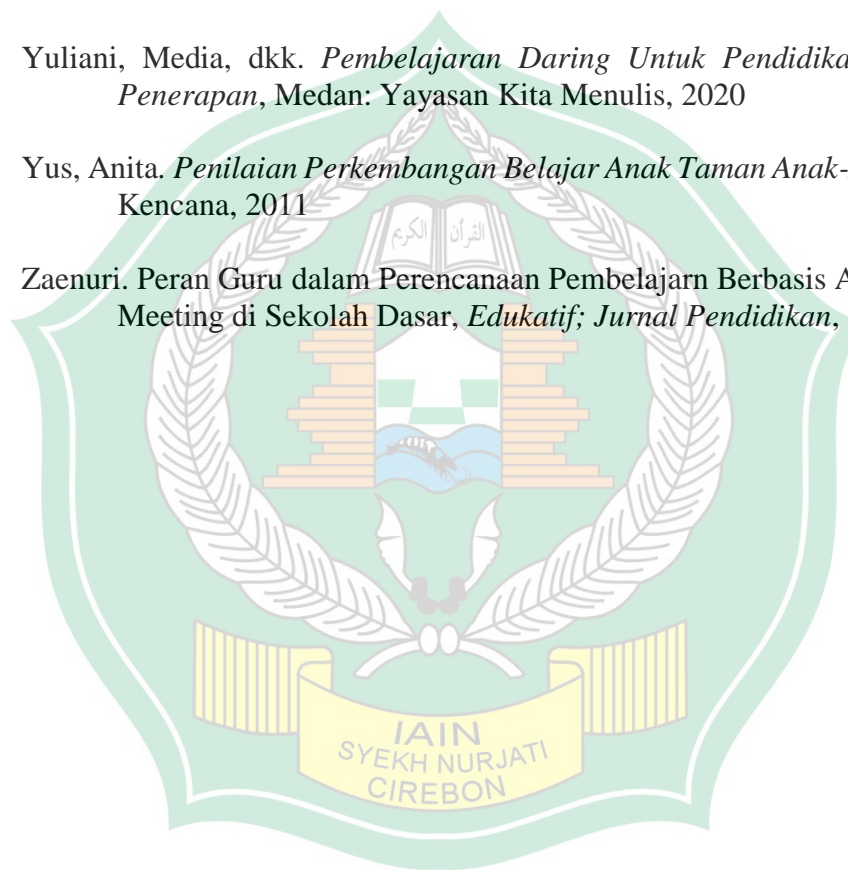 Yuliani, Media, dkk. Pembelajaran Daring Untuk Pendidika
Penerapan, Medan: Yayasan Kita Menulis, 2020
Yus, Anita. Penilaian Perkembangan Belajar Anak Taman Anak-
Kencana, 2011
القرآن الكريم
Zaenuri. Peran Guru dalam Perencanaan Pembelajarn Berbasis A
Meeting di Sekolah Dasar, Edukatif; Jurnal Pendidikan,
IAIN
SYEKH NURJATI
CIREBON